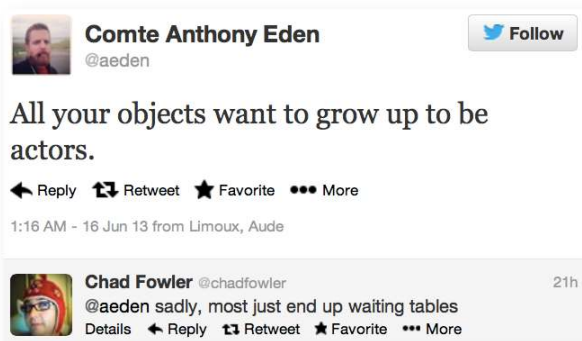 Comte Anthony Eden
@aeden
Follow
All your objects want to grow up to be
actors.
Reply Retweet Favorite More
1:16 AM - 16 Jun 13 from Limoux, Aude
Chad Fowler @chadfowler 21h
@aeden sadly, most just end up waiting tables
Details Reply Retweet Favorite More